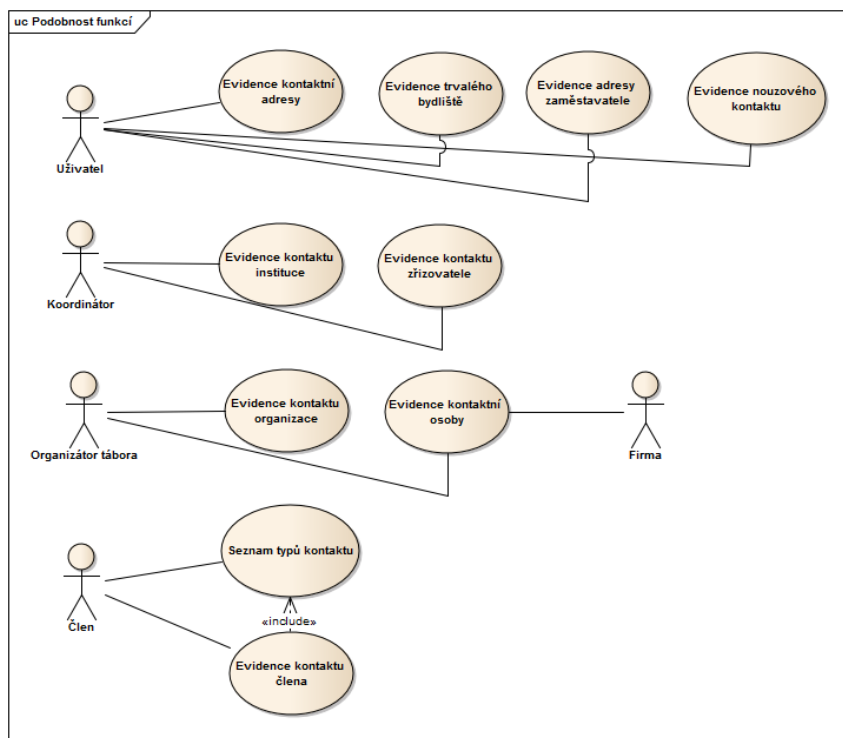 uc Podobnost funkcí
Evidence kontaktní
adresy
Evidence trvalého
bydliště
Evidence adresy
zaměstavatele
Evidence nouzového
kontaktu
Uživatel
Evidence kontaktu
instituce
Evidence kontaktu
zřizovatele
Koordinátor
Evidence kontaktu
organizace
Evidence kontaktní
osoby
Organizátor tábora
Firma
Seznam typů kontaktu
«include»
Člen
Evidence kontaktu
člena